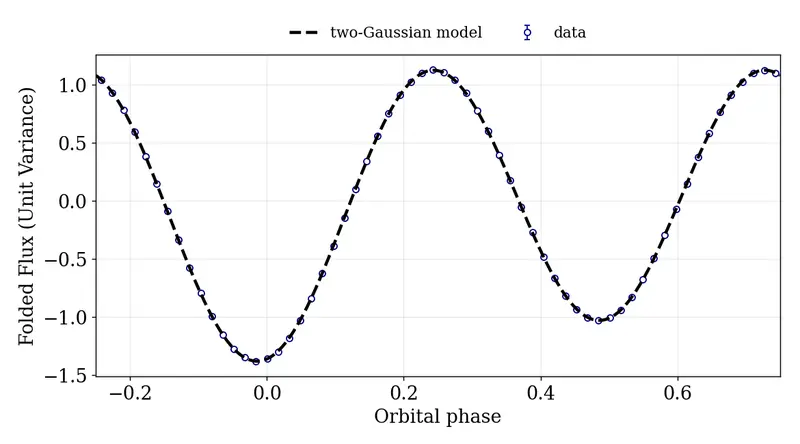 two-Gaussian model data
Folded Flux (Unit Variance)
1.0
0.5
0.0
−0.5
−1.0
−1.5
−0.2 0.0 0.2 0.4 0.6
Orbital phase